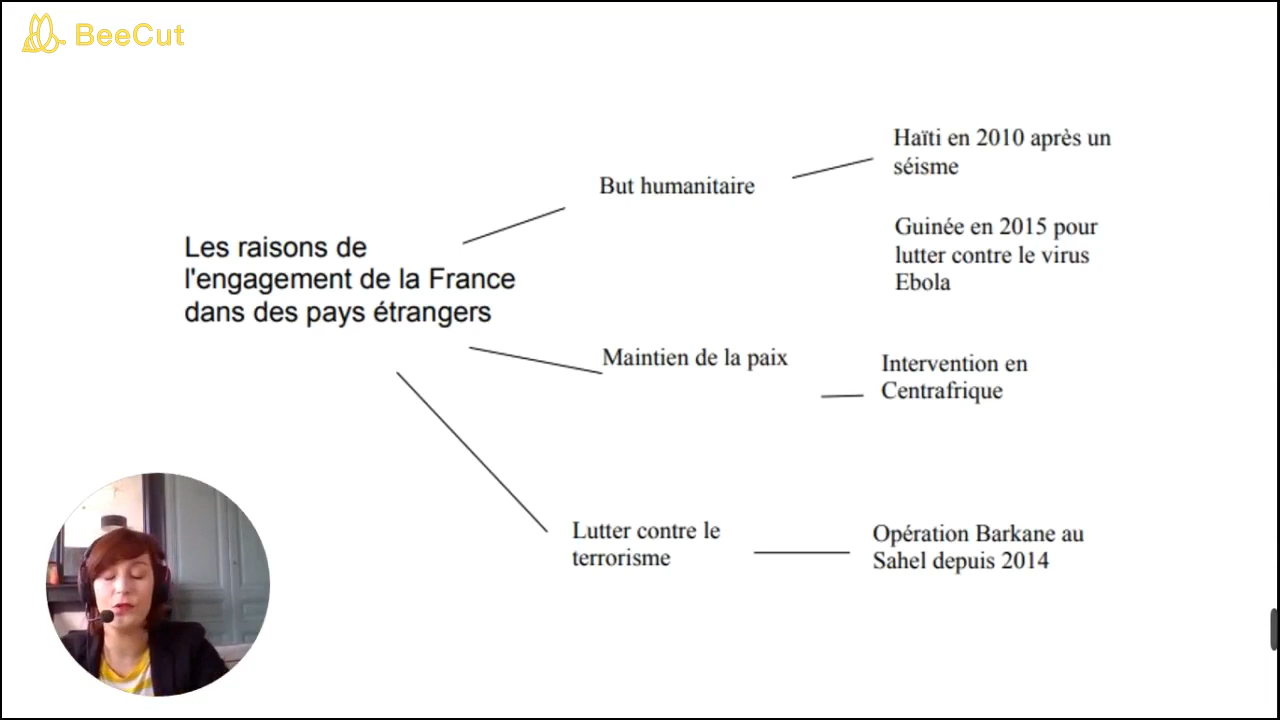 BeeCut
Haïti en 2010 après un
séisme
But humanitaire
Guinée en 2015 pour
lutter contre le virus
Ebola
Les raisons de
l'engagement de la France
dans des pays étrangers
Maintien de la paix
Intervention en
Centrafrique
Lutter contre le
terrorisme
Opération Barkane au
Sahel depuis 2014